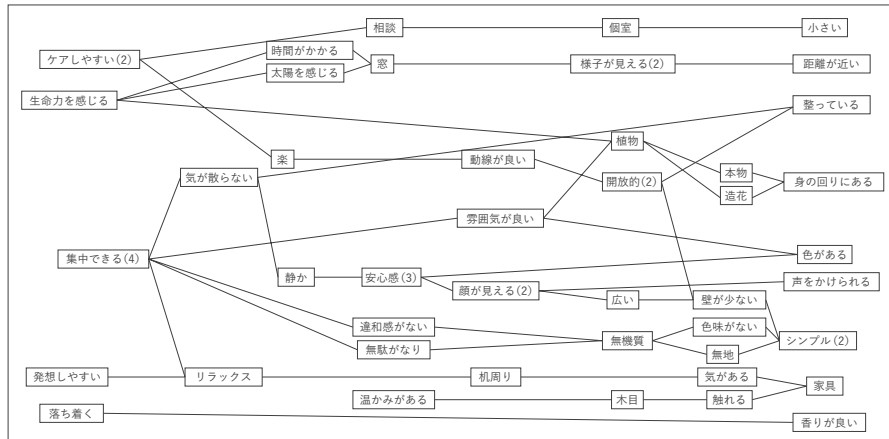 相談
個室
小さい
ケアしやすい(2)
時間がかかる
窓
様子が見える(2)
距離が近い
太陽を感じる
生命力を感じる
整っている
植物
楽
動線が良い
気が散らない
開放的(2)
本物
造花
身の回りにある
雰囲気が良い
集中できる(4)
色がある
静か
安心感(3)
顔が見える(2)
声をかけられる
広い
壁が少ない
違和感がない
無駄がなり
無機質
色味がない
無地
シンプル(2)
発想しやすい
リラックス
机周り
気がある
家具
温かみがある
木目
触れる
落ち着く
香りが良い